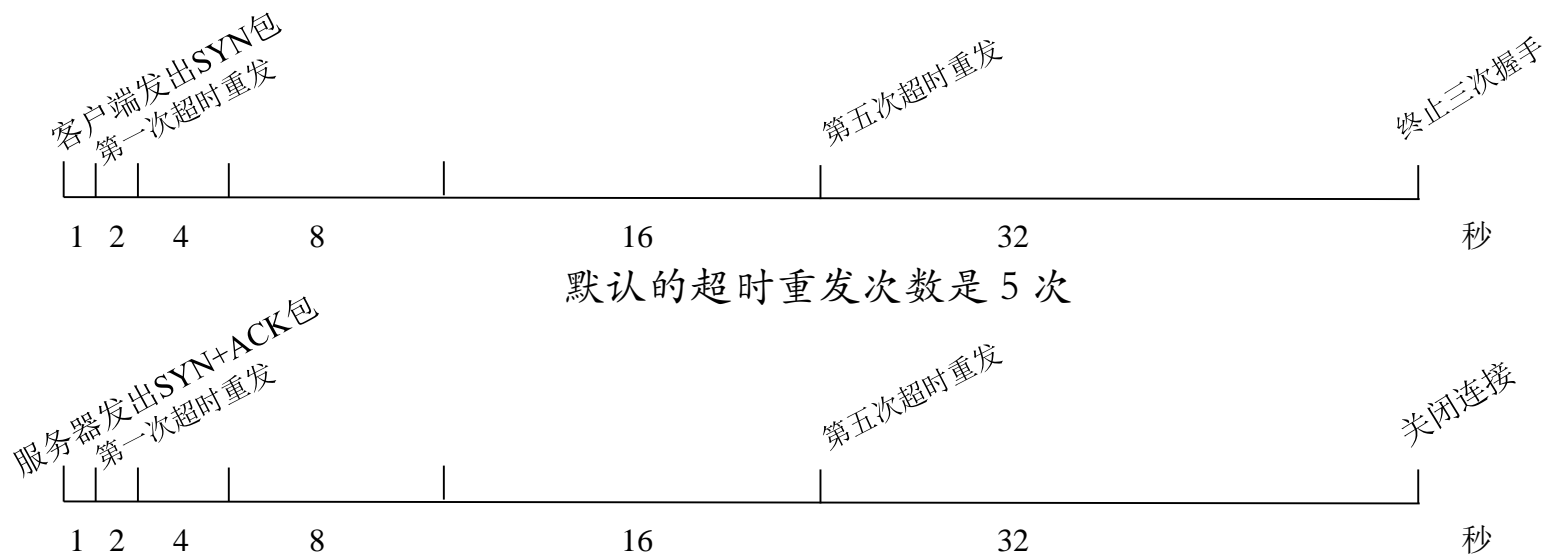 客户端发出SYN包
第一次超时重发
第五次超时重发
终止三次握手
1 2 4 8 16 32 秒
默认的超时重发次数是 5 次
服务器发出SYN+ACK包
第一次超时重发
第五次超时重发
关闭连接
1 2 4 8 16 32 秒